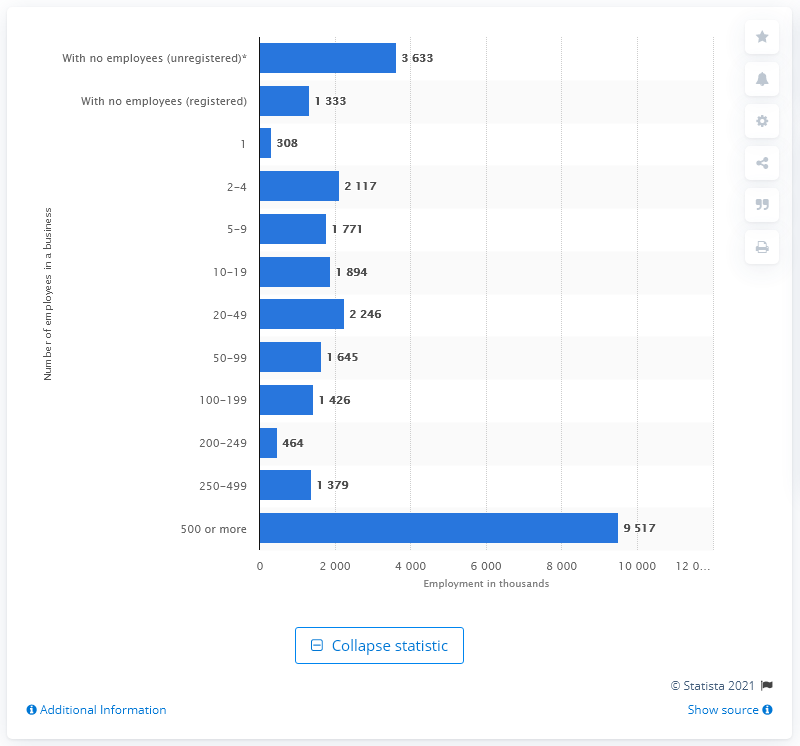 With no employees (unregistered)* 3 633
With no employees (registered) 1 333
1 308
2–4 2 117
5–9 1 771
10–19 1 894
20–49 2 246
50–99 1 645
100–199 1 426
200–249 464
250–499 1 379
500 or more 9 517
Number of employees in a business
0 2 000 4 000 6 000 8 000 10 000 12 0...
Employment in thousands
Collapse statistic
© Statista 2021
Additional Information Show source